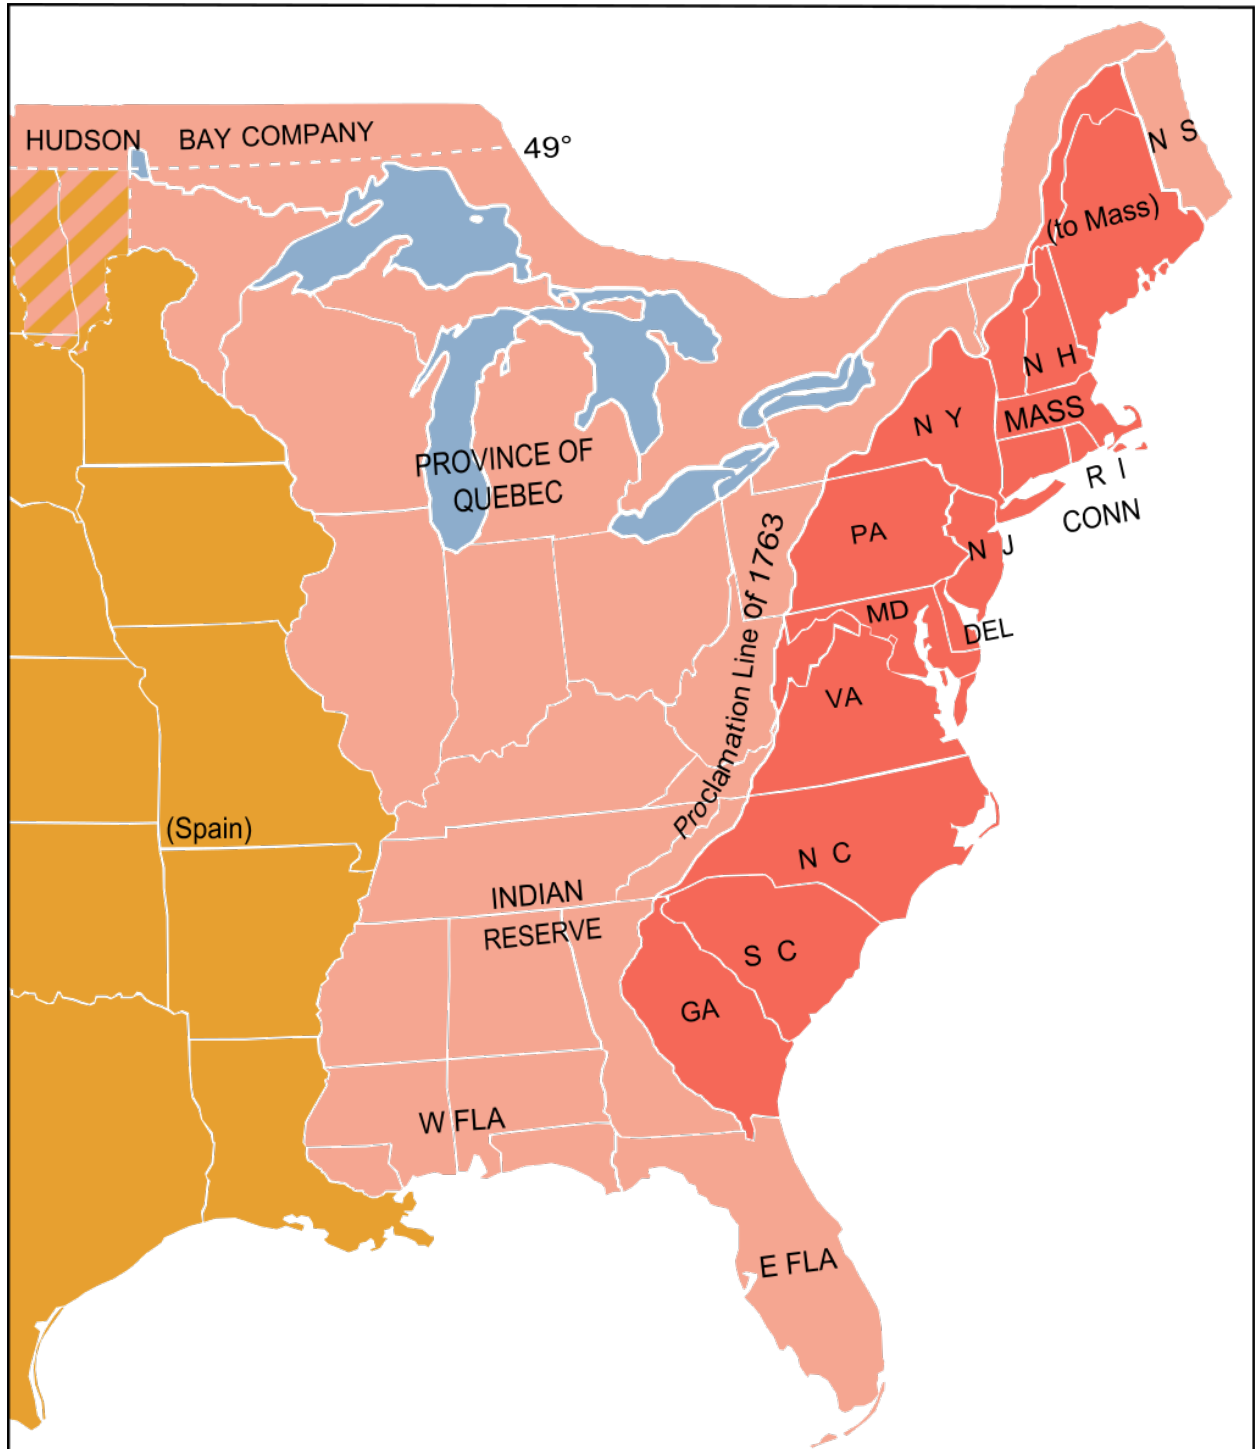 HUDSON BAY COMPANY
49°
N S
(to Mass)
N H
N Y
MASS
R I
CONN
PROVINCE OF
QUEBEC
PA
N J
MD
DEL
Proclamation Line of 1763
VA
(Spain)
N C
INDIAN
RESERVE
S C
GA
W FLA
E FLA